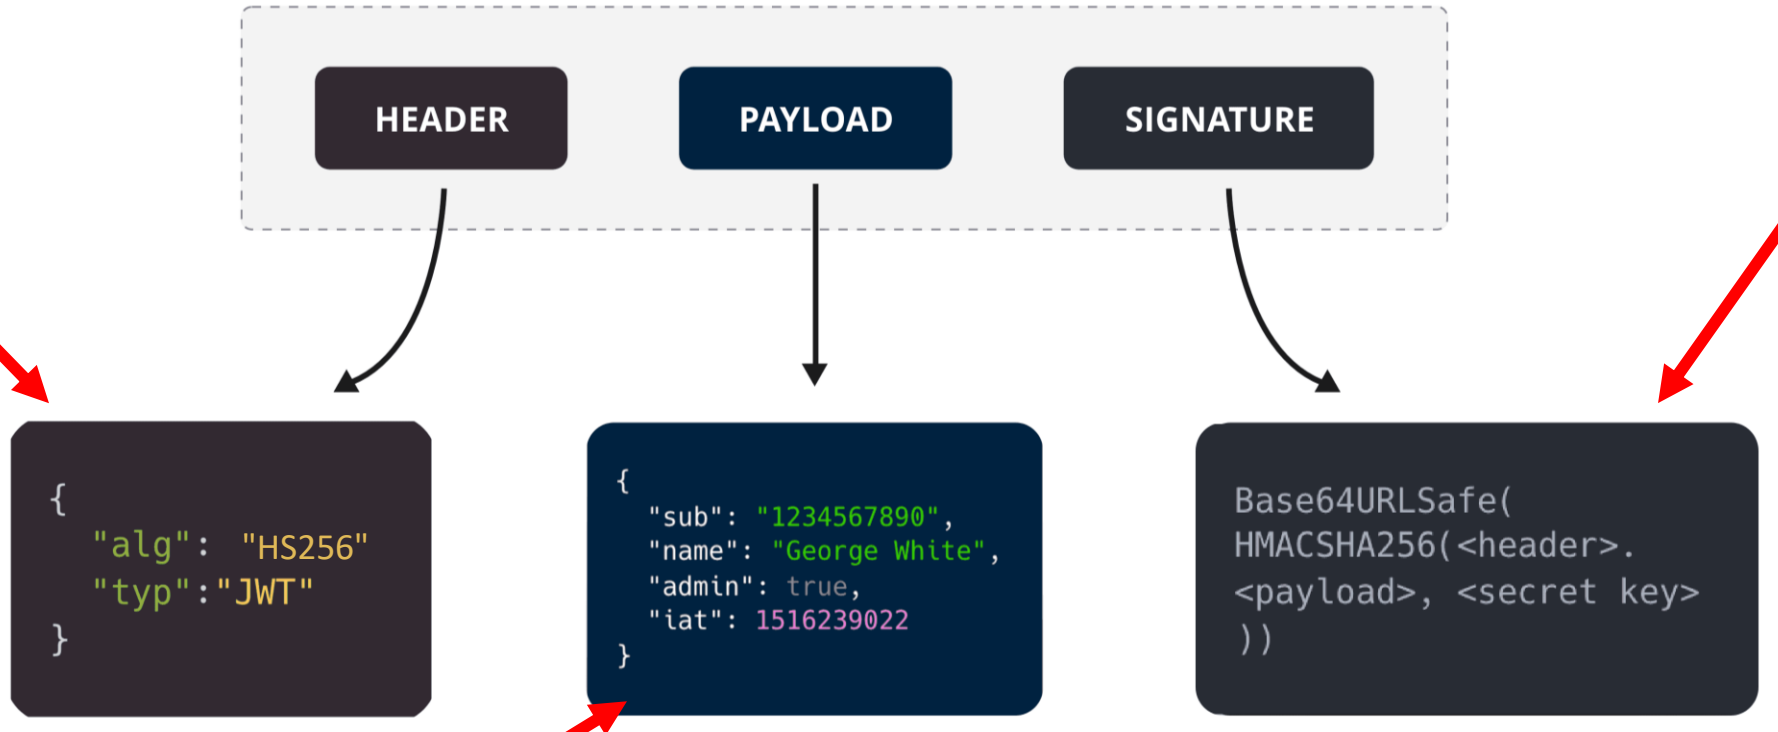 HEADER
PAYLOAD
SIGNATURE
{
"alg": "HS256"
"typ":"JWT"
}
{
"sub": "1234567890",
"name": "George White",
"admin": true,
"iat": 1516239022
}
Base64URLSafe(
HMACSHA256(<header>.
<payload>, <secret key>
))